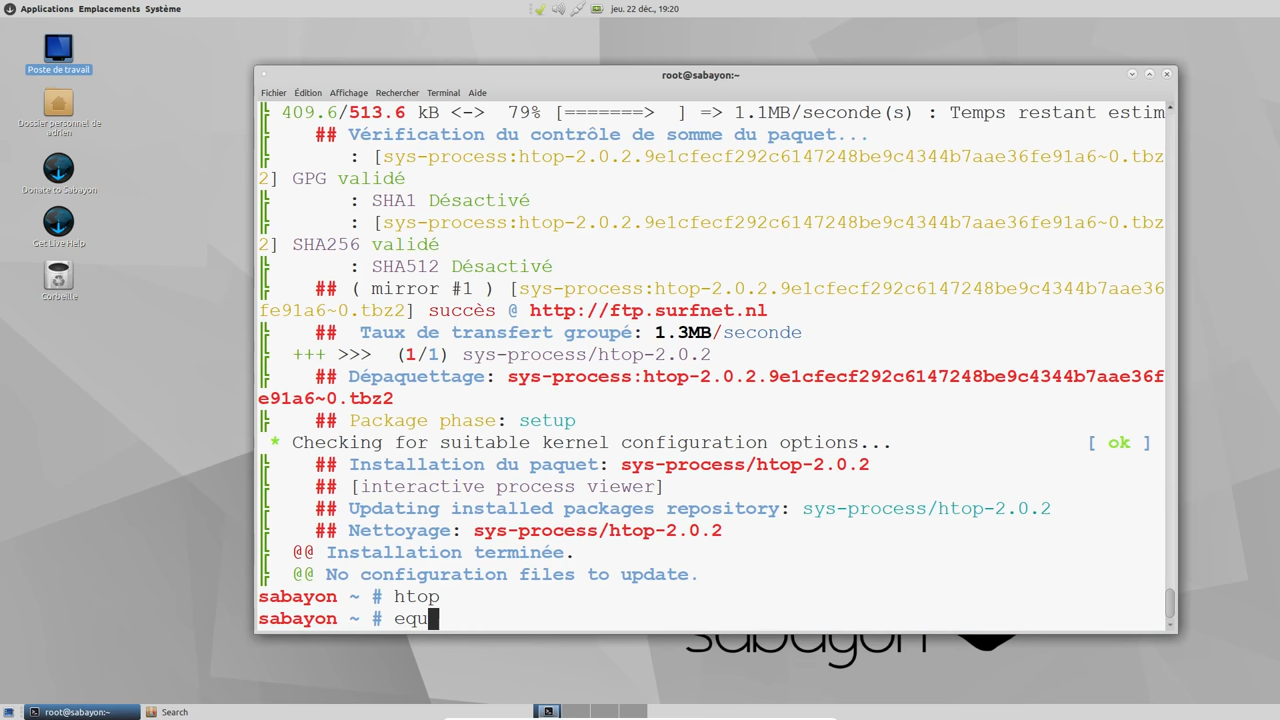 Applications Emplacements Système
jeu. 22 déc., 19:20
Poste de travail
Dossier personnel de
adrien
Donate to Sabayon
Get Live Help
Corbeille
root@sabayon:~
Fichier Édition Affichage Rechercher Terminal Aide
409.6/513.6 kB <-> 79% [=======> ] => 1.1MB/seconde(s) : Temps restant estim
## Vérification du contrôle de somme du paquet...
: [sys-process:htop-2.0.2.9e1cfecf292c6147248be9c4344b7aae36fe91a6~0.tbz
2] GPG validé
: SHA1 Désactivé
: [sys-process:htop-2.0.2.9e1cfecf292c6147248be9c4344b7aae36fe91a6~0.tbz
2] SHA256 validé
: SHA512 Désactivé
## ( mirror #1 ) [sys-process:htop-2.0.2.9e1cfecf292c6147248be9c4344b7aae36
fe91a6~0.tbz2] succès @ http://ftp.surfnet.nl
## Taux de transfert groupé: 1.3MB/seconde
+++ >>> (1/1) sys-process/htop-2.0.2
## Dépaquettage: sys-process:htop-2.0.2.9e1cfecf292c6147248be9c4344b7aae36f
e91a6~0.tbz2
## Package phase: setup
* Checking for suitable kernel configuration options... [ ok ]
## Installation du paquet: sys-process/htop-2.0.2
## [interactive process viewer]
## Updating installed packages repository: sys-process/htop-2.0.2
## Nettoyage: sys-process/htop-2.0.2
@@ Installation terminée.
@@ No configuration files to update.
sabayon ~ # htop
sabayon ~ # equ
sabayon
root@sabayon:~
Search